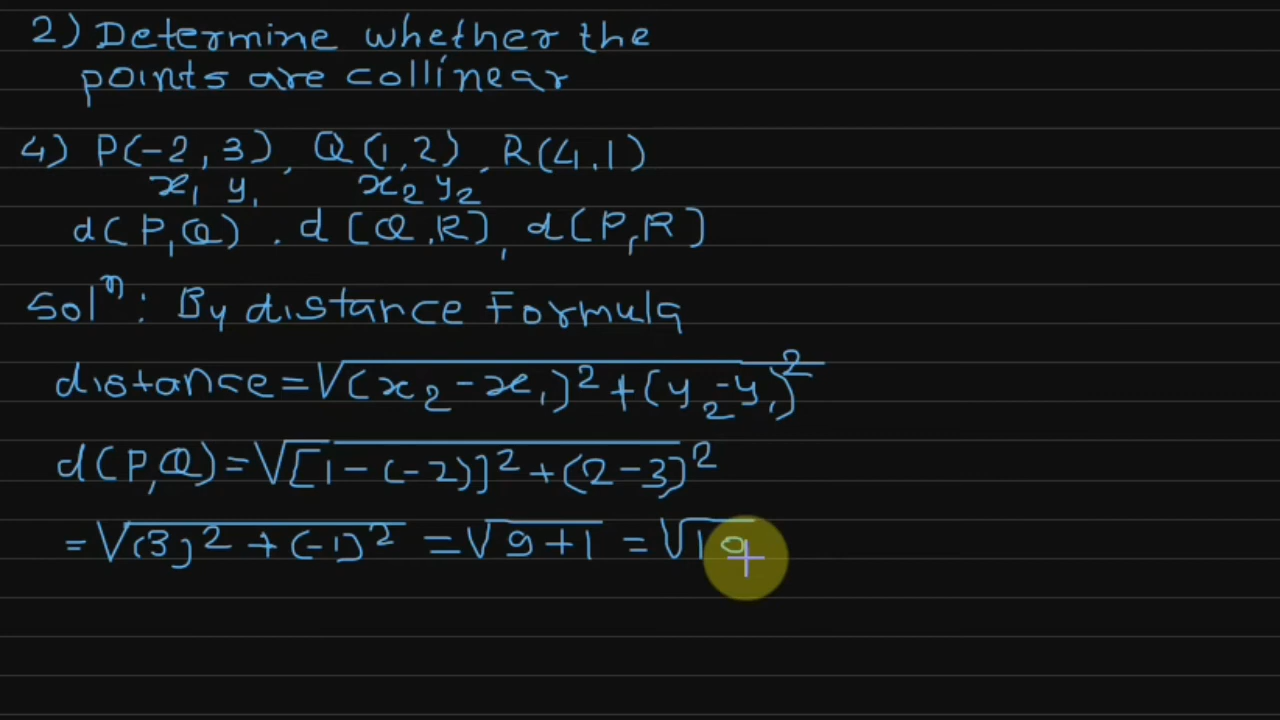 2) Determine whether the
points are collinear
4) P(-2, 3), Q(1,2), R(4,1)
x₁ y₁ x₂ y₂
d(P,Q), d(Q,R), d(P,R)
Solⁿ: By distance Formula
distance=√(x₂-x₁)²+(y₂-y₁)²
d(P,Q)=√[1-(-2)]²+(2-3)²
=√(3)²+(-1)² =√9+1 =√10